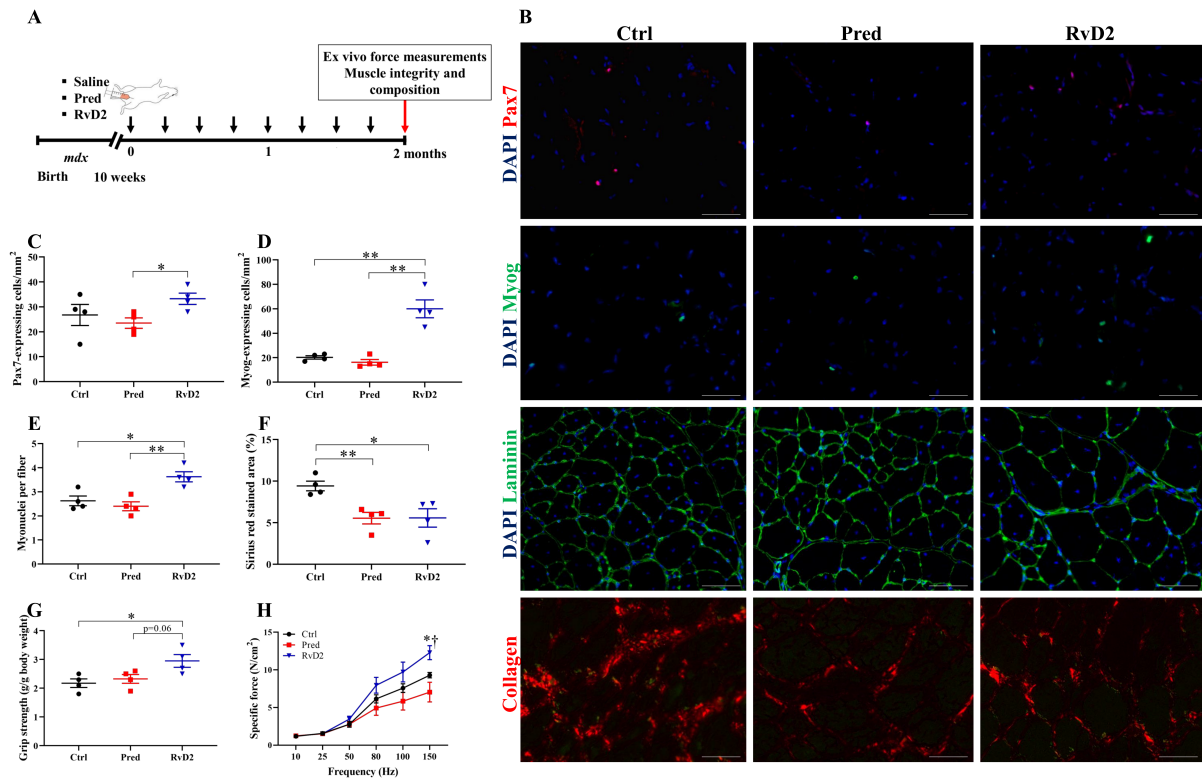 A
Saline
Pred
RvD2
Ex vivo force measurements
Muscle integrity and
composition
mdx
0
1
2 months
Birth
10 weeks
B
Ctrl
Pred
RvD2
DAPI Pax7
DAPI Myog
DAPI Laminin
Collagen
C
Pax7-expressing cells/mm²
50
40
30
20
10
0
*
Ctrl
Pred
RvD2
D
Myog-expressing cells/mm²
100
80
60
40
20
0
**
**
Ctrl
Pred
RvD2
E
Myonuclei per fiber
5
4
3
2
1
0
*
**
Ctrl
Pred
RvD2
F
Sirius red stained area (%)
15
10
5
0
*
**
Ctrl
Pred
RvD2
G
Grip strength (g/g body weight)
4
3
2
1
0
*
p=0.06
Ctrl
Pred
RvD2
H
Specific force (N/cm²)
15
10
5
0
Ctrl
Pred
RvD2
*†
10
25
50
80
100
150
Frequency (Hz)